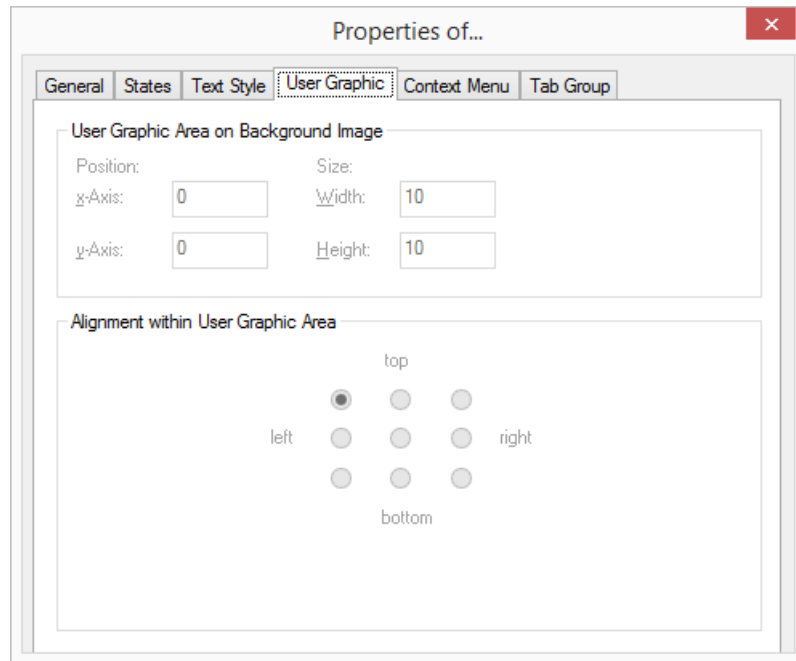 Properties of...
General States Text Style User Graphic Context Menu Tab Group
User Graphic Area on Background Image
Position: Size:
x-Axis: 0 Width: 10
y-Axis: 0 Height: 10
Alignment within User Graphic Area
top
left right
bottom